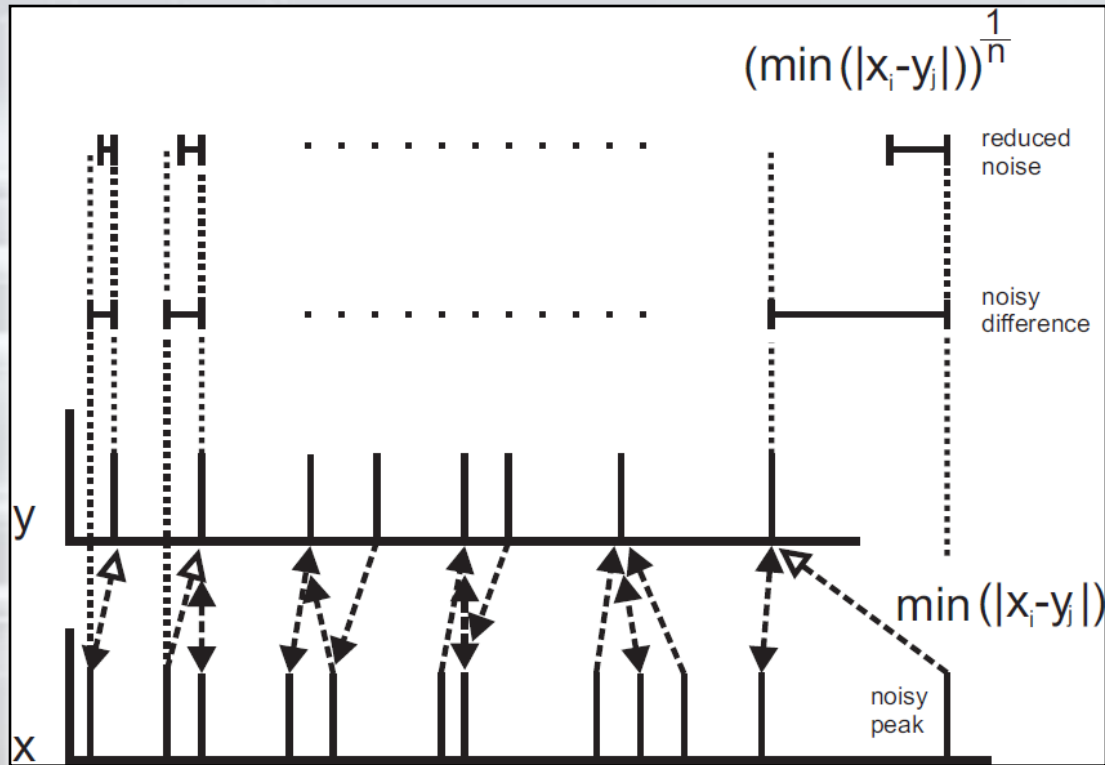 (min(|xᵢ-yⱼ|))^(1/n)
reduced
noise
noisy
difference
y
min(|xᵢ-yⱼ|)
noisy
peak
x